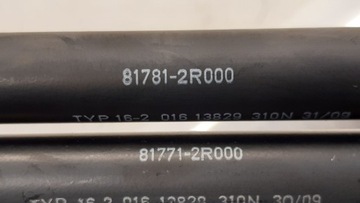 81781-2R000
TYP 16-2 016 13829 310N 31/09
81771-2R000
TYP 16-2 016 13829 310N 30/09